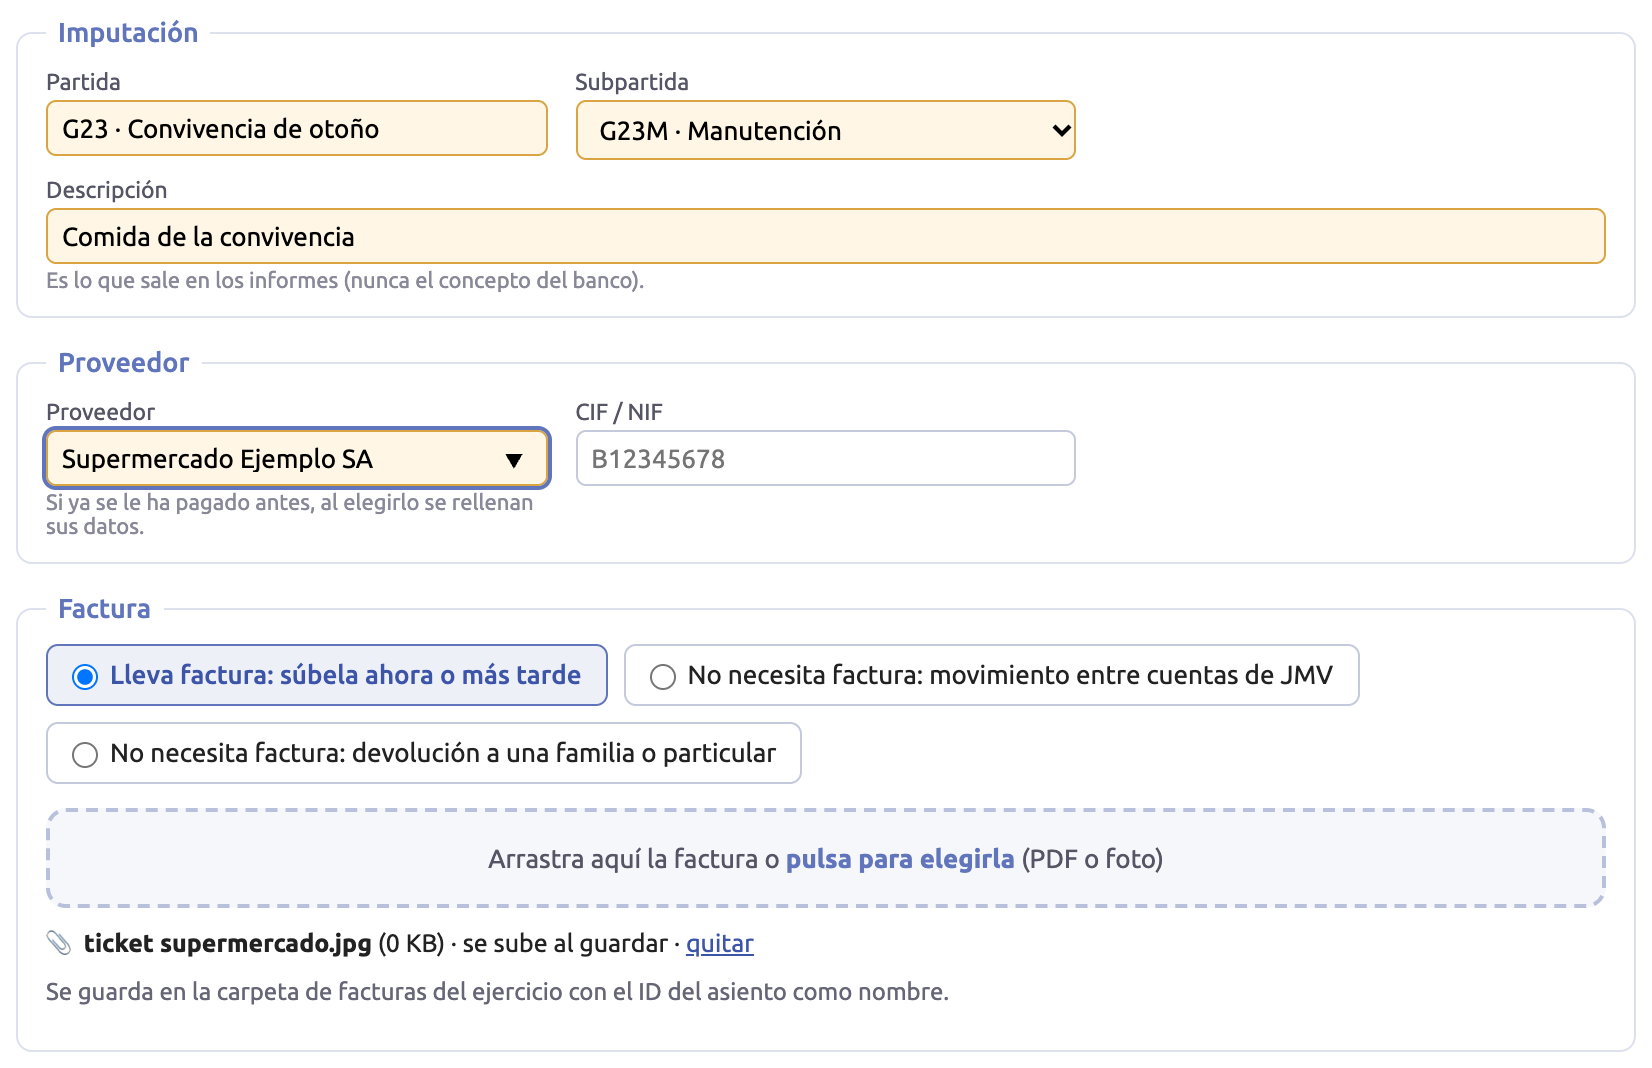 Imputación
Partida
Subpartida
G23 · Convivencia de otoño
G23M · Manutención
Descripción
Comida de la convivencia
Es lo que sale en los informes (nunca el concepto del banco).
Proveedor
Proveedor
CIF / NIF
Supermercado Ejemplo SA
B12345678
Si ya se le ha pagado antes, al elegirlo se rellenan
sus datos.
Factura
Lleva factura: súbela ahora o más tarde
No necesita factura: movimiento entre cuentas de JMV
No necesita factura: devolución a una familia o particular
Arrastra aquí la factura o pulsa para elegirla (PDF o foto)
ticket supermercado.jpg (0 KB) · se sube al guardar · quitar
Se guarda en la carpeta de facturas del ejercicio con el ID del asiento como nombre.